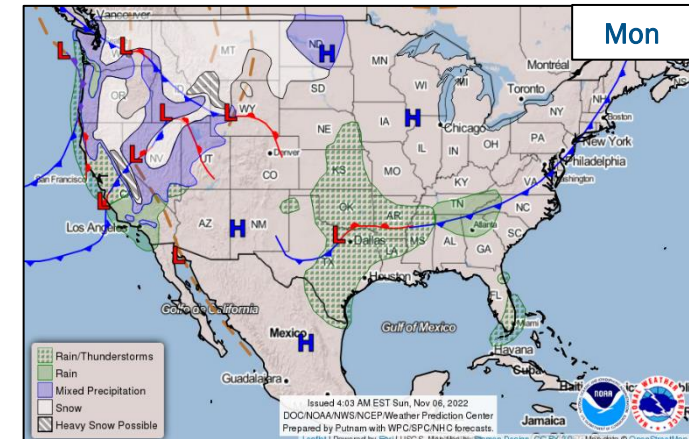 Mon
Vancouver
MT
ND
MN
Montréal
OR
SD
WI
MI
Toronto
NH
WY
Boston
IA
Chicago
NY
New York
NE
PA
Philadelphia
NV
UT
Denver
IL
IN
OH
Washington
San Francisco
CO
KS
MO
KY
VA
Los Angeles
AZ
NM
OK
AR
TN
NC
Atlanta
SC
Dallas
MS
AL
GA
TX
LA
Houston
FL
Golfo de California
Miami
Gulf of Mexico
Mexico
Havana
Cuba
Guadalajara
Jamaica
H
H
H
H
L
L
L
L
L
L
L
L
Rain/Thunderstorms
Rain
Mixed Precipitation
Snow
Heavy Snow Possible
Issued 4:03 AM EST Sun, Nov 06, 2022
DOC/NOAA/NWS/NCEP/Weather Prediction Center
Prepared by Putnam with WPC/SPC/NHC forecasts.
NOAA